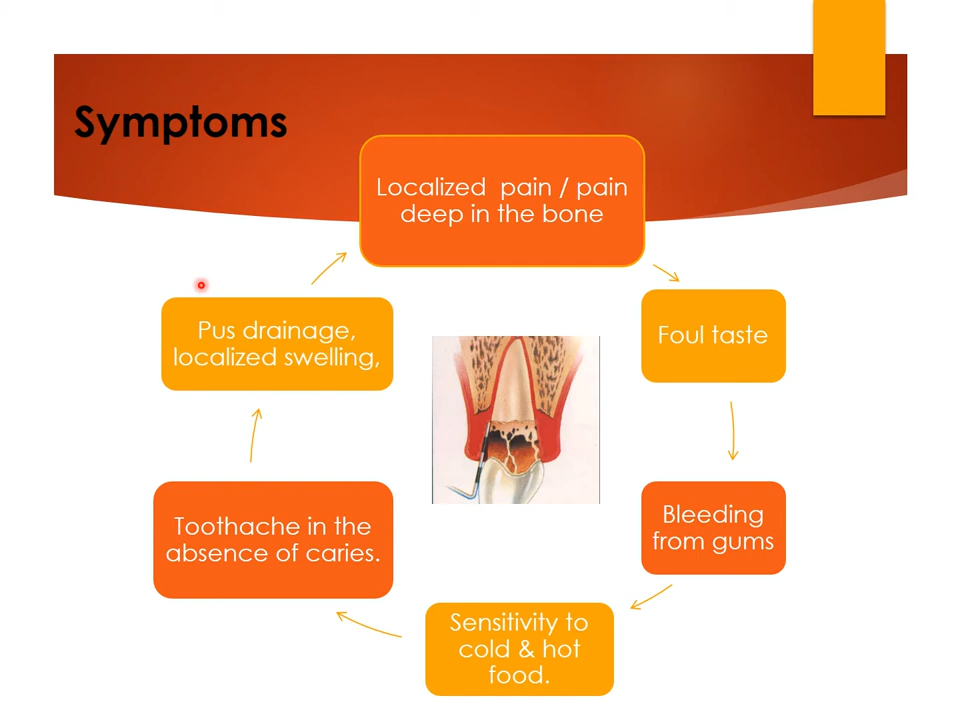 Symptoms
Localized pain / pain
deep in the bone
Foul taste
Bleeding
from gums
Sensitivity to
cold & hot
food.
Toothache in the
absence of caries.
Pus drainage,
localized swelling,